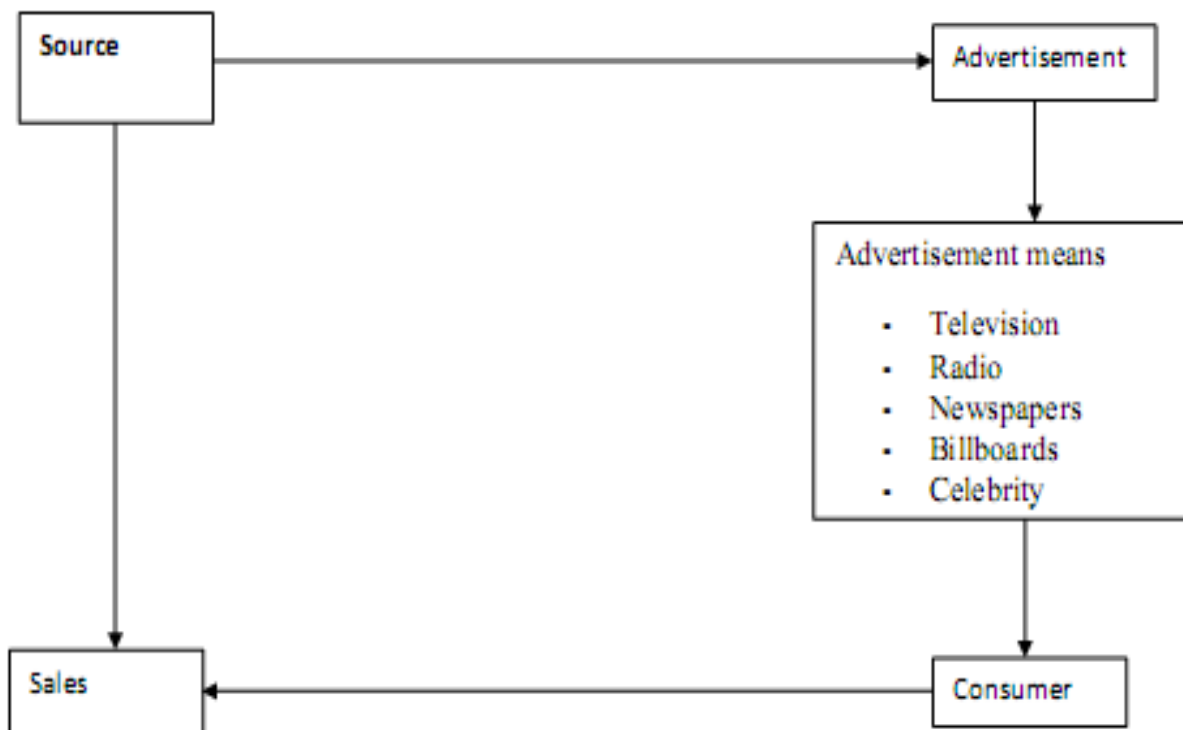 Source
Advertisement
Advertisement means
▪ Television
▪ Radio
▪ Newspapers
▪ Billboards
▪ Celebrity
Sales
Consumer